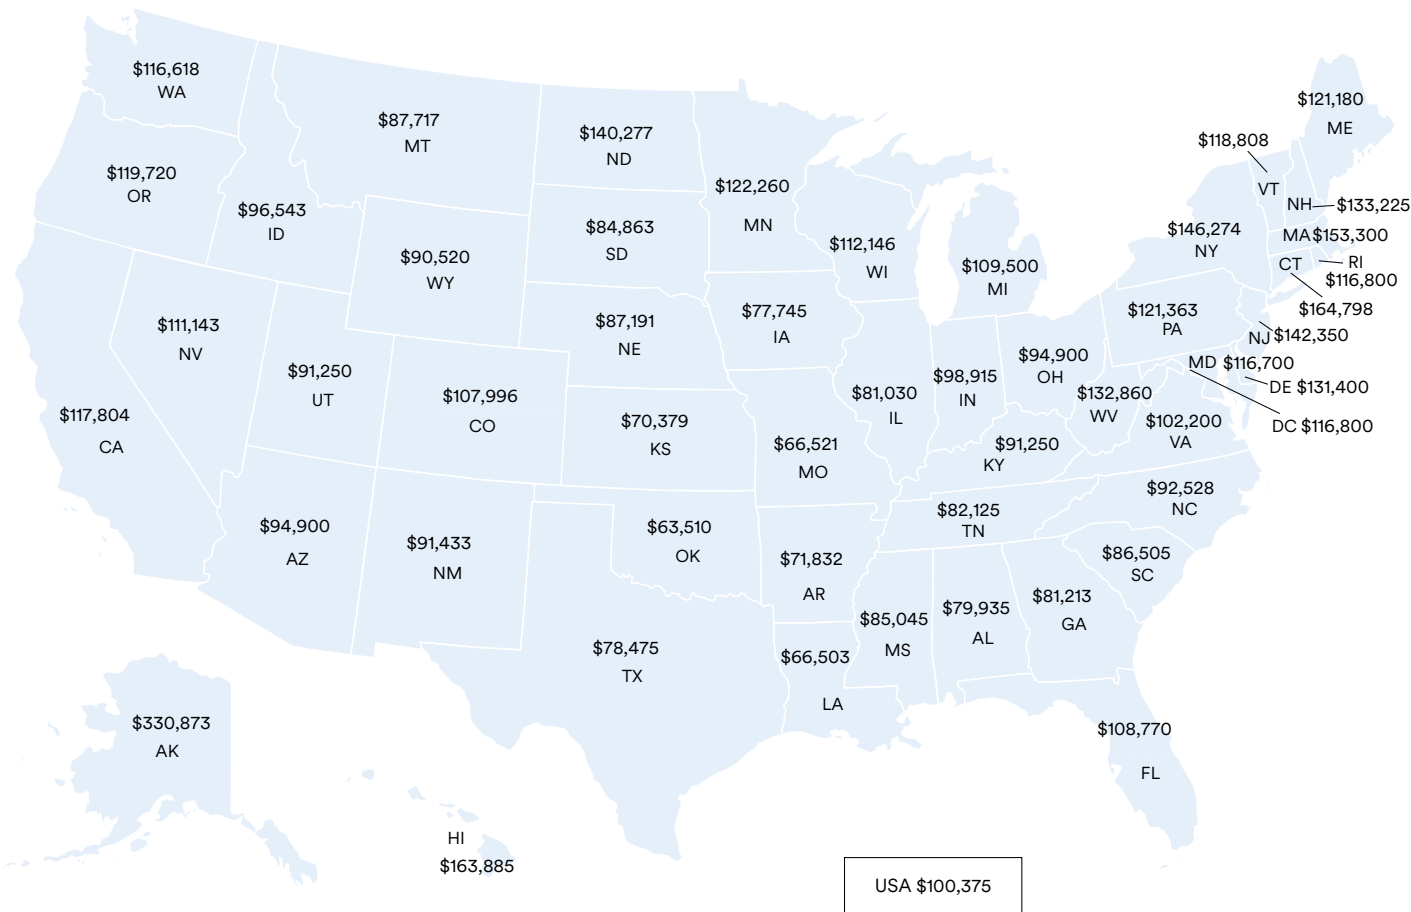 $116,618
WA
$119,720
OR
$96,543
ID
$87,717
MT
$140,277
ND
$122,260
MN
$84,863
SD
$90,520
WY
$112,146
WI
$109,500
MI
$121,180
ME
$118,808
VT
NH $133,225
$146,274
NY
MA $153,300
CT
$164,798
RI
$116,800
$121,363
PA
NJ $142,350
MD $116,700
DE $131,400
DC $116,800
$111,143
NV
$91,250
UT
$87,191
NE
$77,745
IA
$94,900
OH
$98,915
IN
$81,030
IL
$132,860
WV
$102,200
VA
$117,804
CA
$107,996
CO
$70,379
KS
$66,521
MO
$91,250
KY
$92,528
NC
$82,125
TN
$94,900
AZ
$91,433
NM
$63,510
OK
$71,832
AR
$86,505
SC
$81,213
GA
$79,935
AL
$85,045
MS
$78,475
TX
$66,503
LA
$108,770
FL
$330,873
AK
HI
$163,885
USA $100,375